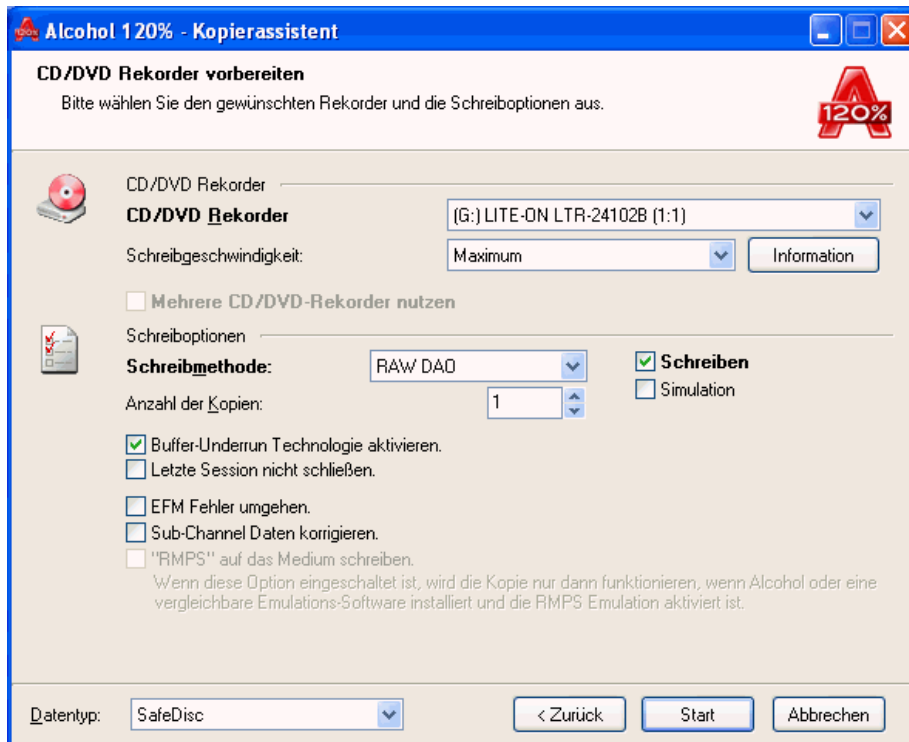 Alcohol 120% - Kopierassistent
CD/DVD Rekorder vorbereiten
Bitte wählen Sie den gewünschten Rekorder und die Schreiboptionen aus.
120%
CD/DVD Rekorder
CD/DVD Rekorder (G:) LITE-ON LTR-24102B (1:1)
Schreibgeschwindigkeit: Maximum Information
Mehrere CD/DVD-Rekorder nutzen
Schreiboptionen
Schreibmethode: RAW DAO Schreiben
Simulation
Anzahl der Kopien: 1
Buffer-Underrun Technologie aktivieren.
Letzte Session nicht schließen.
EFM Fehler umgehen.
Sub-Channel Daten korrigieren.
"RMPS" auf das Medium schreiben.
Wenn diese Option eingeschaltet ist, wird die Kopie nur dann funktionieren, wenn Alcohol oder eine
vergleichbare Emulations-Software installiert und die RMPS Emulation aktiviert ist.
Datentyp: SafeDisc < Zurück Start Abbrechen